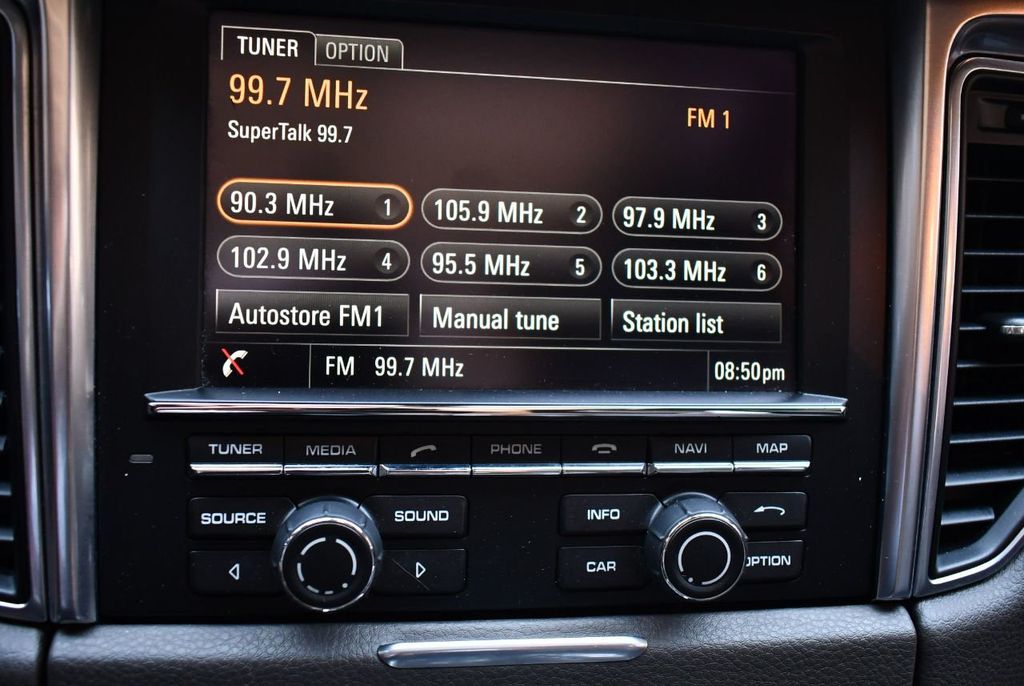 TUNER OPTION
99.7 MHz
FM 1
SuperTalk 99.7
90.3 MHz 1 105.9 MHz 2 97.9 MHz 3
102.9 MHz 4 95.5 MHz 5 103.3 MHz 6
Autostore FM1 Manual tune Station list
FM 99.7 MHz 08:50pm
TUNER MEDIA PHONE NAVI MAP
SOURCE SOUND INFO
CAR OPTION